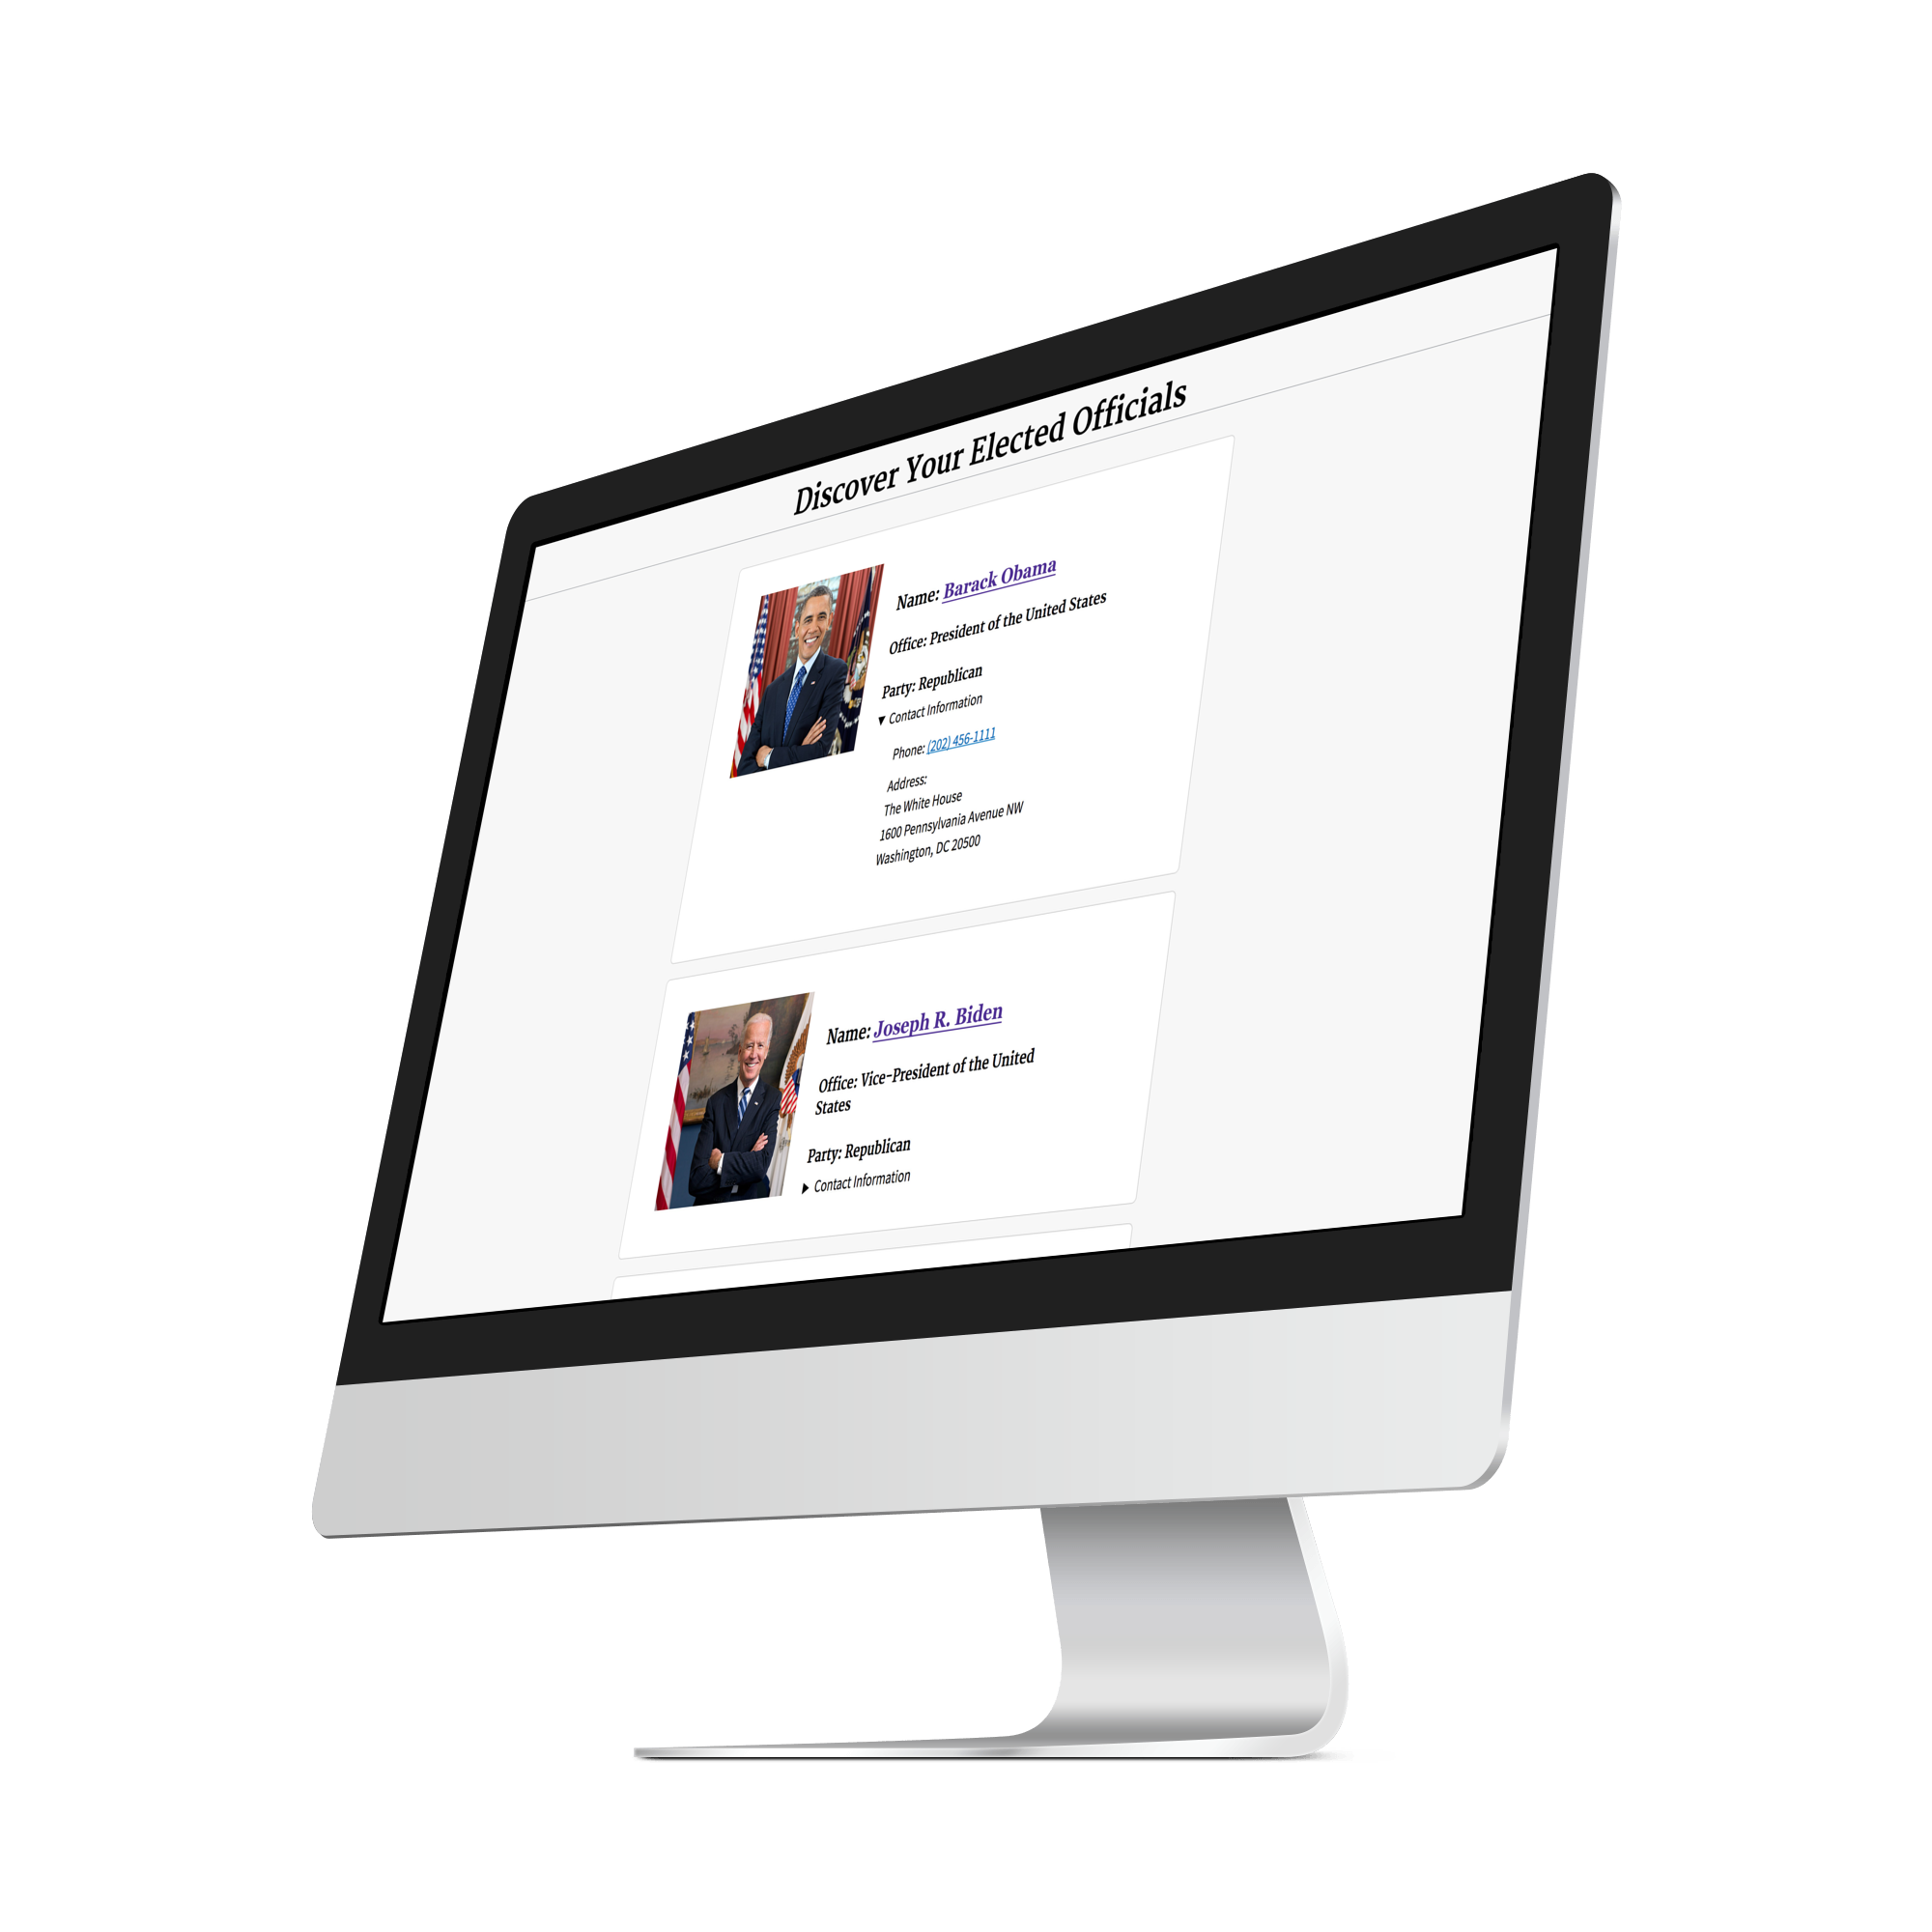 Discover Your Elected Officials
Name: Barack Obama
Office: President of the United States
Party: Republican
▼ Contact Information
Phone: (202) 456-1111
Address:
The White House
1600 Pennsylvania Avenue NW
Washington, DC 20500
Name: Joseph R. Biden
Office: Vice-President of the United
States
Party: Republican
▶ Contact Information